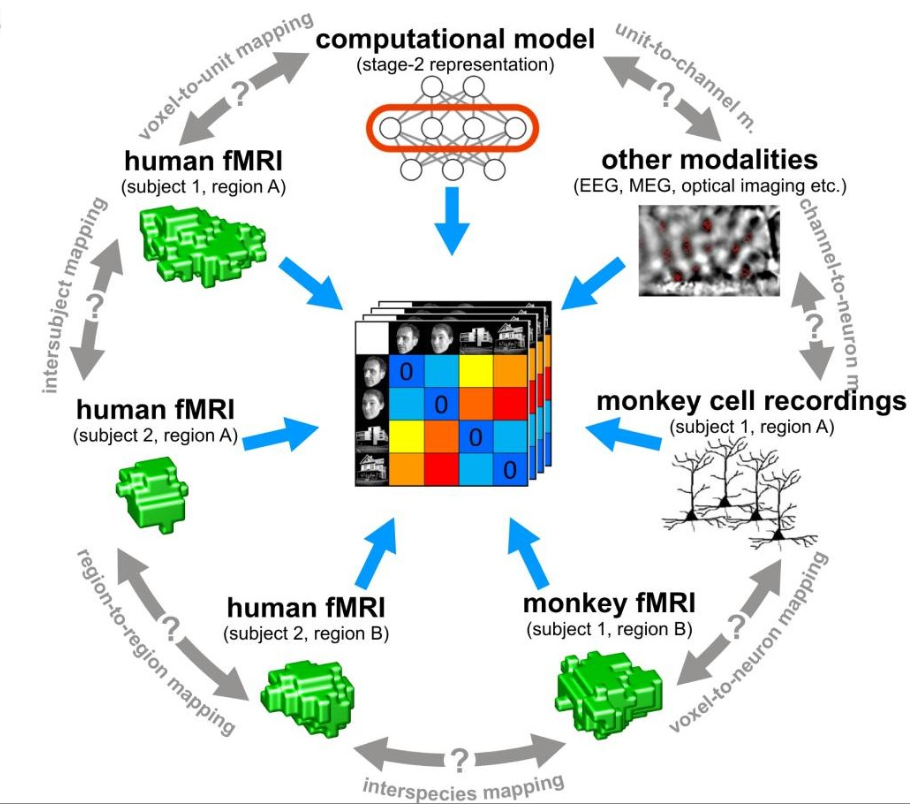 computational model
(stage-2 representation)
voxel-to-unit mapping
?
unit-to-channel m.
?
human fMRI
(subject 1, region A)
other modalities
(EEG, MEG, optical imaging etc.)
intersubject mapping
?
channel-to-neuron m.
?
0
0
0
0
human fMRI
(subject 2, region A)
monkey cell recordings
(subject 1, region A)
region-to-region mapping
?
human fMRI
(subject 2, region B)
monkey fMRI
(subject 1, region B)
voxel-to-neuron mapping
?
?
interspecies mapping